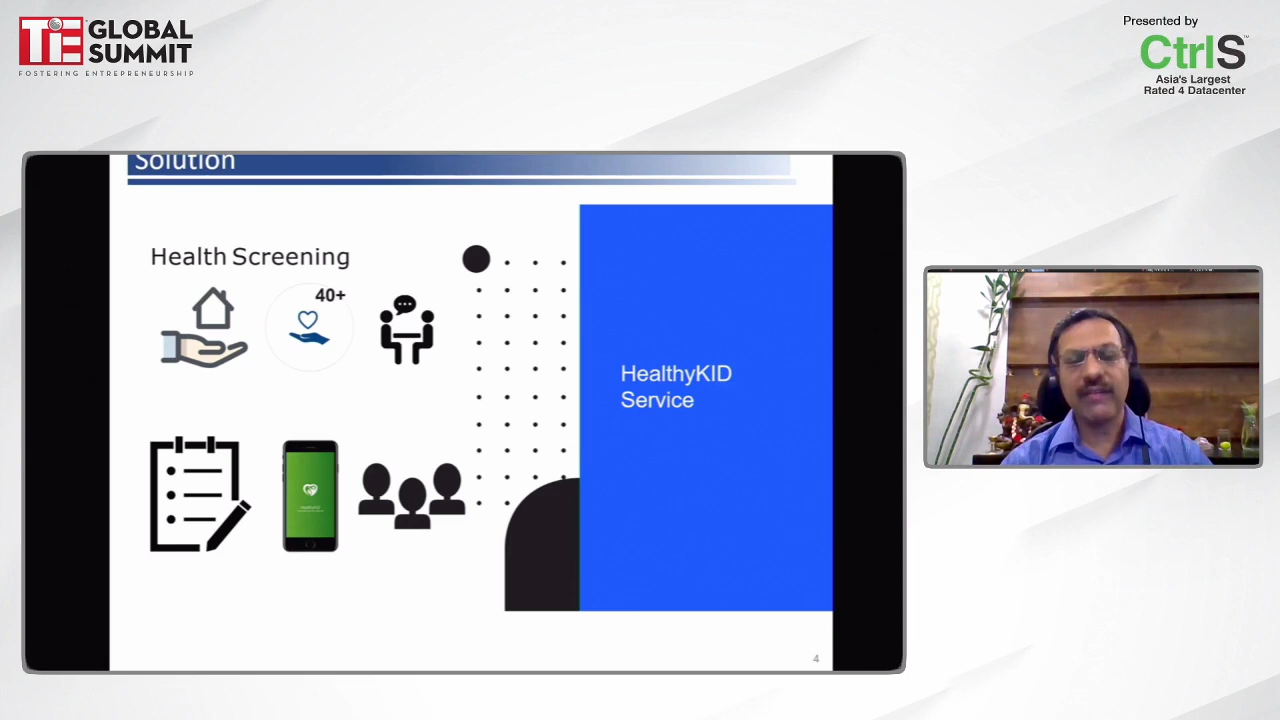 TiE GLOBAL
SUMMIT
FOSTERING ENTREPRENEURSHIP
Presented by
CtrlS™
Asia's Largest
Rated 4 Datacenter
Solution
Health Screening
40+
HealthyKID
Service
4